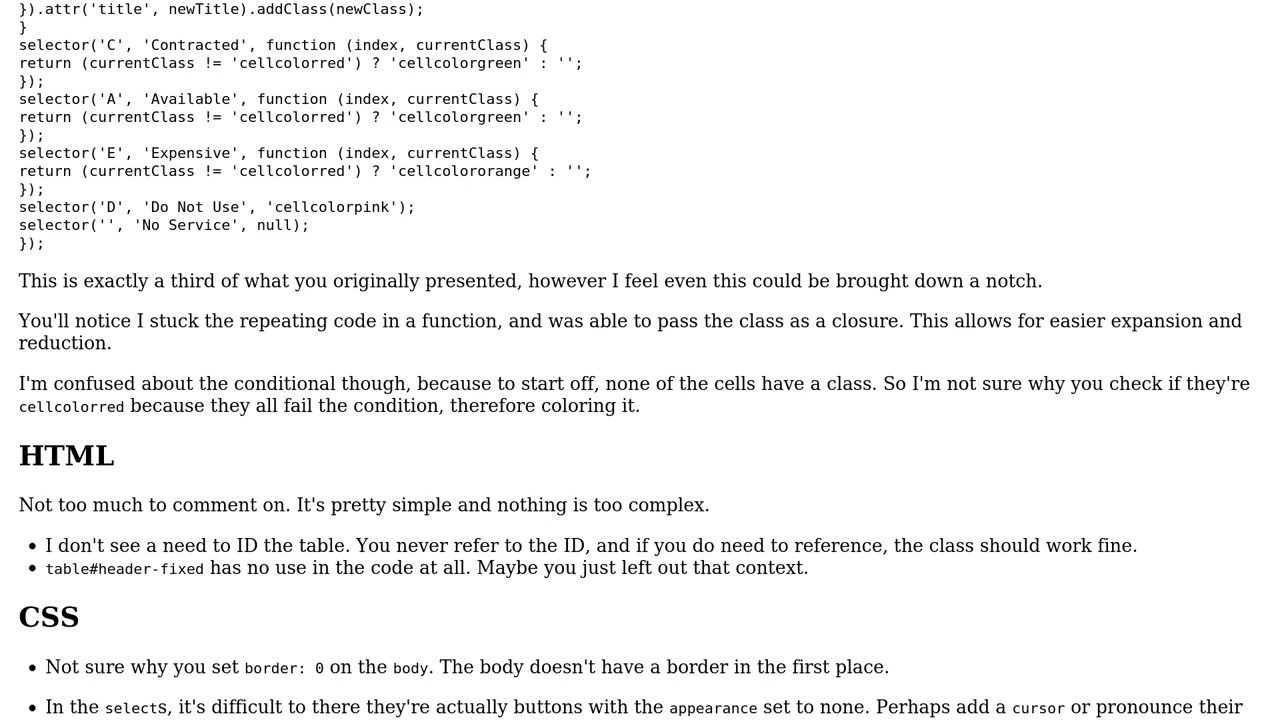 }).attr('title', newTitle).addClass(newClass);
}
selector('C', 'Contracted', function (index, currentClass) {
return (currentClass != 'cellcolorred') ? 'cellcolorgreen' : '';
});
selector('A', 'Available', function (index, currentClass) {
return (currentClass != 'cellcolorred') ? 'cellcolorgreen' : '';
});
selector('E', 'Expensive', function (index, currentClass) {
return (currentClass != 'cellcolorred') ? 'cellcolororange' : '';
});
selector('D', 'Do Not Use', 'cellcolorpink');
selector('', 'No Service', null);
});
This is exactly a third of what you originally presented, however I feel even this could be brought down a notch.
You'll notice I stuck the repeating code in a function, and was able to pass the class as a closure. This allows for easier expansion and
reduction.
I'm confused about the conditional though, because to start off, none of the cells have a class. So I'm not sure why you check if they're
cellcolorred because they all fail the condition, therefore coloring it.
HTML
Not too much to comment on. It's pretty simple and nothing is too complex.
• I don't see a need to ID the table. You never refer to the ID, and if you do need to reference, the class should work fine.
• table#header-fixed has no use in the code at all. Maybe you just left out that context.
CSS
• Not sure why you set border: 0 on the body. The body doesn't have a border in the first place.
• In the selects, it's difficult to there they're actually buttons with the appearance set to none. Perhaps add a cursor or pronounce their